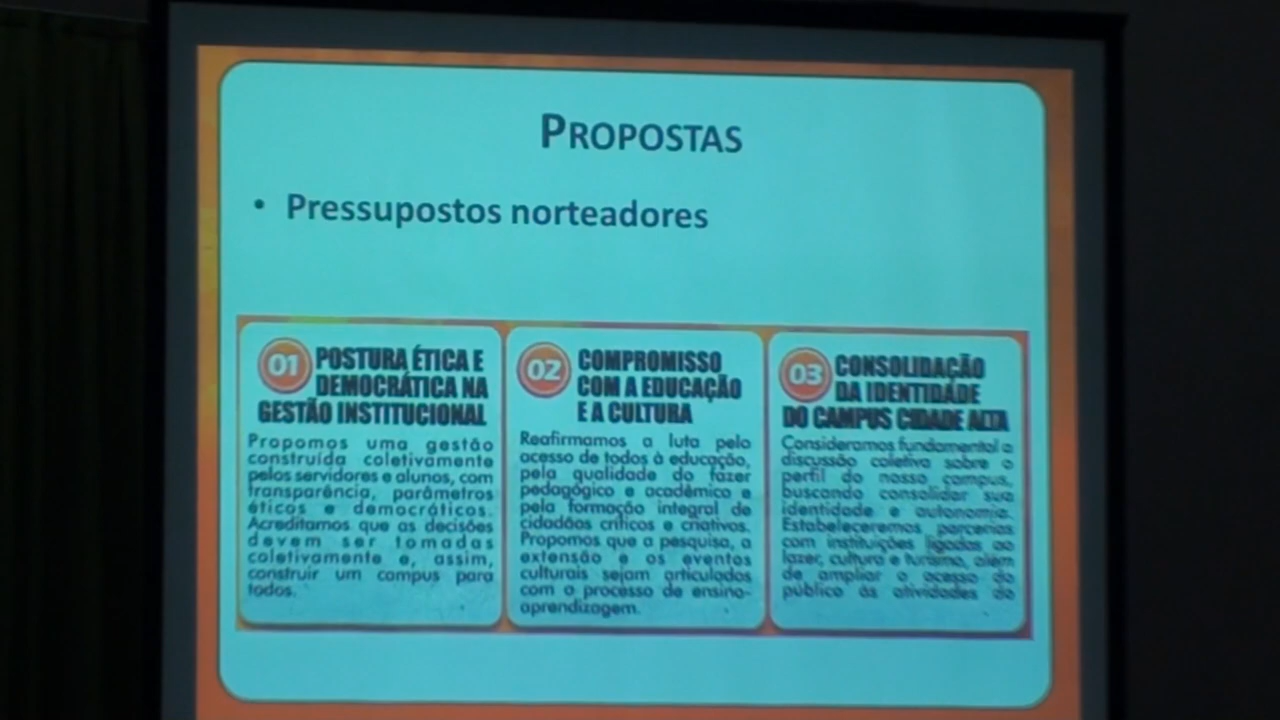 PROPOSTAS
• Pressupostos norteadores
01 POSTURA ÉTICA E
DEMOCRÁTICA NA
GESTÃO INSTITUCIONAL
Propomos uma gestão
construída coletivamente
pelos servidores e alunos, com
transparência, parâmetros
éticos e democráticos.
Acreditamos que as decisões
devem ser tomadas
coletivamente e, assim,
construir um campus para
todos.
02 COMPROMISSO
COM A EDUCAÇÃO
E A CULTURA
Reafirmamos a luta pelo
acesso de todos à educação,
pela qualidade do fazer
pedagógico e acadêmico e
pela formação integral de
cidadãos críticos e criativos.
Propomos que a pesquisa, a
extensão e os eventos
culturais sejam articulados
com o processo de ensino-
aprendizagem.
03 CONSOLIDAÇÃO
DA IDENTIDADE
DO CAMPUS CIDADE ALTA
Consideramos fundamental a
discussão coletiva sobre o
perfil do nosso campus,
buscando consolidar sua
identidade e autonomia.
Estabeleceremos parcerias
com instituições ligadas ao
lazer, cultura e turismo, além
de ampliar o acesso do
público às atividades do